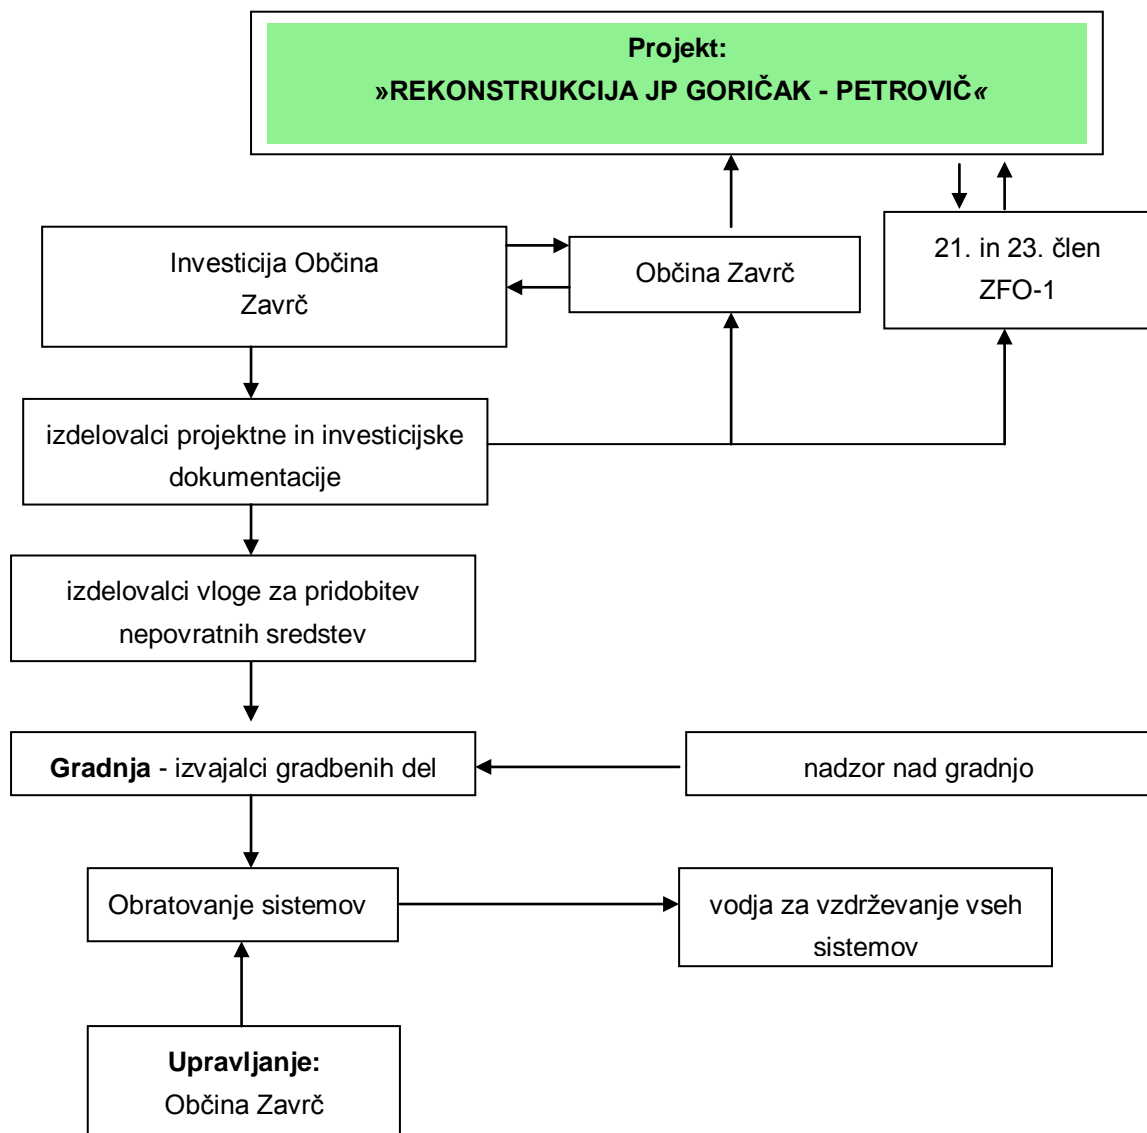 Projekt:
»REKONSTRUKCIJA JP GORIČAK - PETROVIČ«
Investicija Občina
Zavrč
Občina Zavrč
21. in 23. člen
ZFO-1
izdelovalci projektne in investicijske
dokumentacije
izdelovalci vloge za pridobitev
nepovratnih sredstev
Gradnja - izvajalci gradbenih del
nadzor nad gradnjo
Obratovanje sistemov
vodja za vzdrževanje vseh
sistemov
Upravljanje:
Občina Zavrč